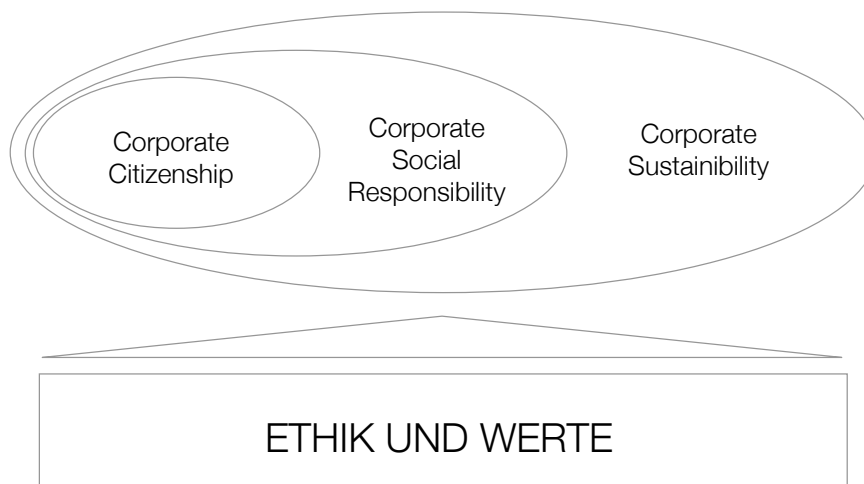 Corporate
Citizenship
Corporate
Social
Responsibility
Corporate
Sustainibility
ETHIK UND WERTE